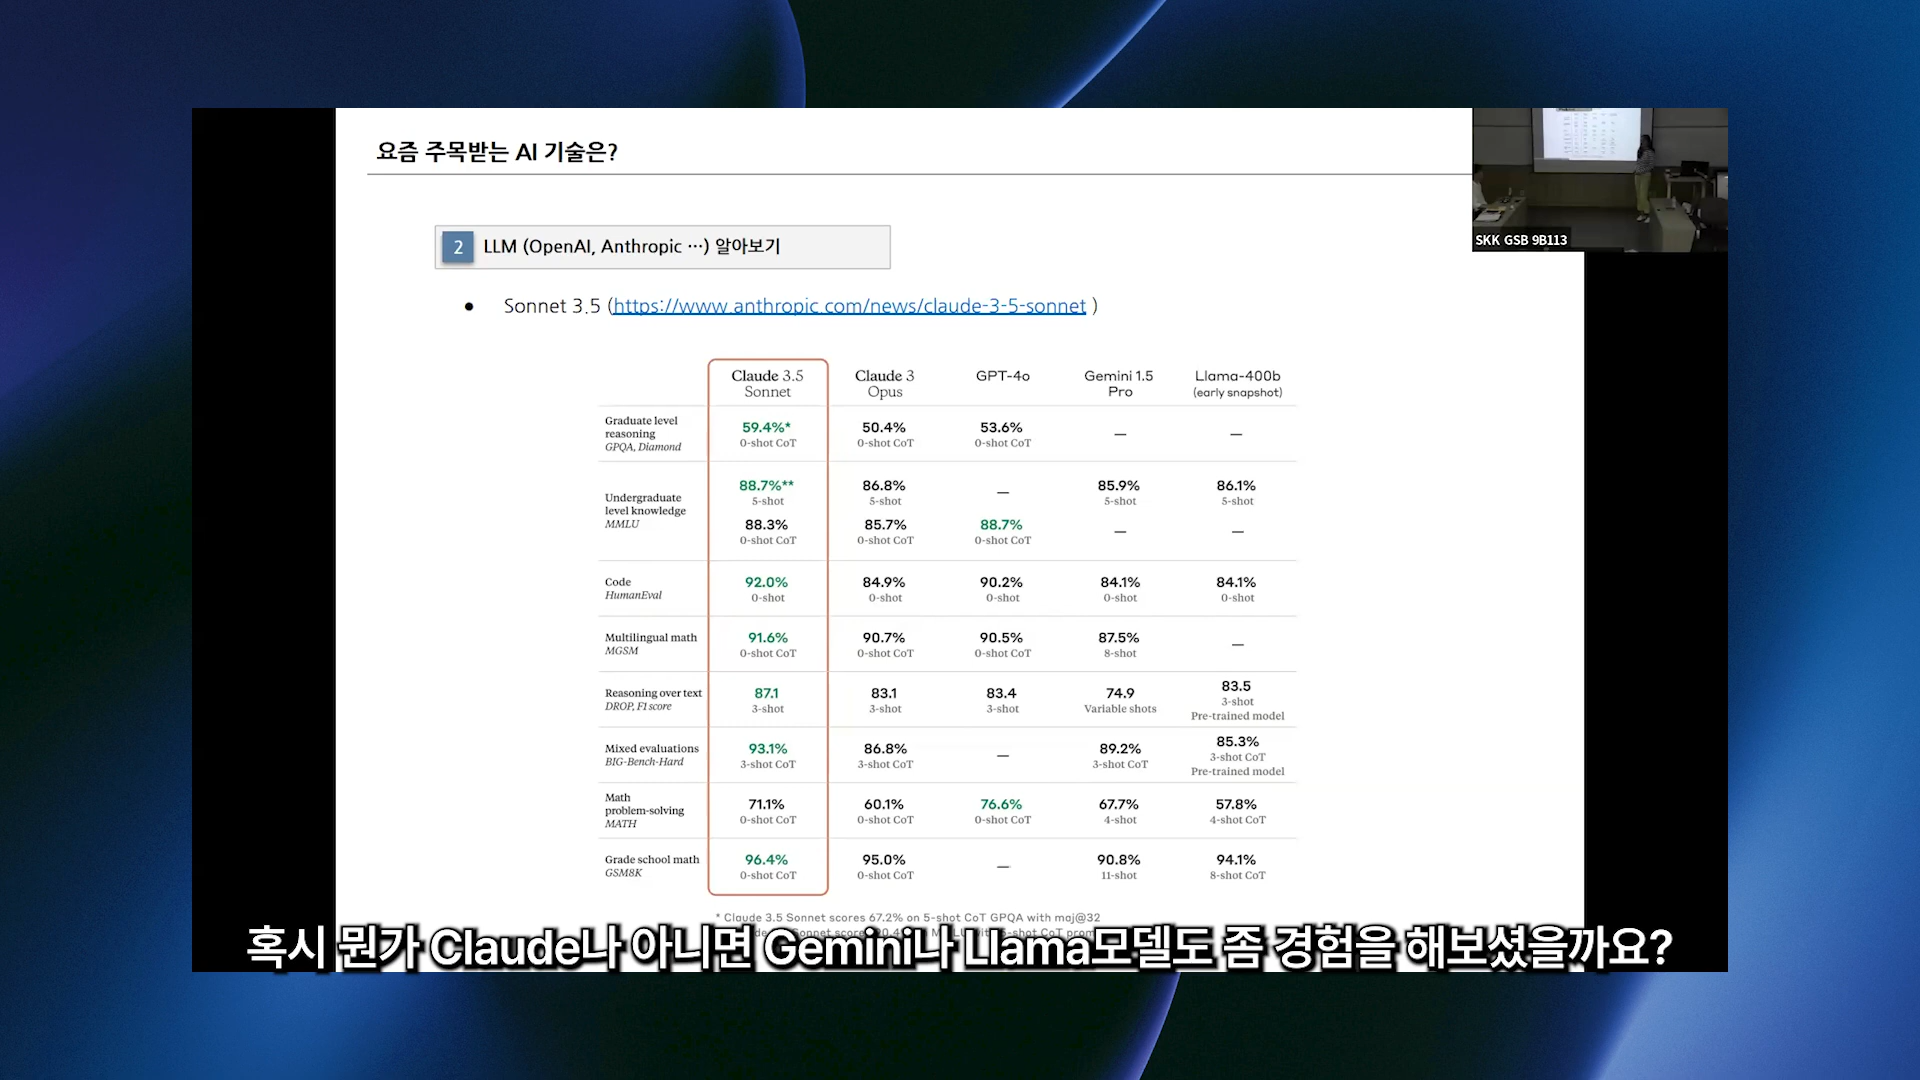 요즘 주목받는 AI 기술은?
SKK GSB 9B113
2 LLM (OpenAI, Anthropic ⋯) 알아보기
● Sonnet 3.5 (https://www.anthropic.com/news/claude-3-5-sonnet )
Claude 3.5 Sonnet
Claude 3 Opus
GPT-4o
Gemini 1.5 Pro
Llama-400b (early snapshot)
Graduate level
reasoning
GPQA, Diamond
59.4%* 50.4% 53.6% — —
0-shot CoT 0-shot CoT 0-shot CoT
Undergraduate
level knowledge
MMLU
88.7%** 86.8% — 85.9% 86.1%
5-shot 5-shot 5-shot 5-shot
88.3% 85.7% 88.7% — —
0-shot CoT 0-shot CoT 0-shot CoT
Code
HumanEval
92.0% 84.9% 90.2% 84.1% 84.1%
0-shot 0-shot 0-shot 0-shot 0-shot
Multilingual math
MGSM
91.6% 90.7% 90.5% 87.5% —
0-shot CoT 0-shot CoT 0-shot CoT 8-shot
Reasoning over text
DROP, F1 score
87.1 83.1 83.4 74.9 83.5
3-shot 3-shot 3-shot Variable shots 3-shot
Pre-trained model
Mixed evaluations
BIG-Bench-Hard
93.1% 86.8% — 89.2% 85.3%
3-shot CoT 3-shot CoT 3-shot CoT 3-shot CoT
Pre-trained model
Math
problem-solving
MATH
71.1% 60.1% 76.6% 67.7% 57.8%
0-shot CoT 0-shot CoT 0-shot CoT 4-shot 4-shot CoT
Grade school math
GSM8K
96.4% 95.0% — 90.8% 94.1%
0-shot CoT 0-shot CoT 11-shot 8-shot CoT
* Claude 3.5 Sonnet scores 67.2% on 5-shot CoT GPQA with maj@32
혹시 뭔가 Claude나 아니면 Gemini나 Llama모델도 좀 경험을 해보셨을까요?